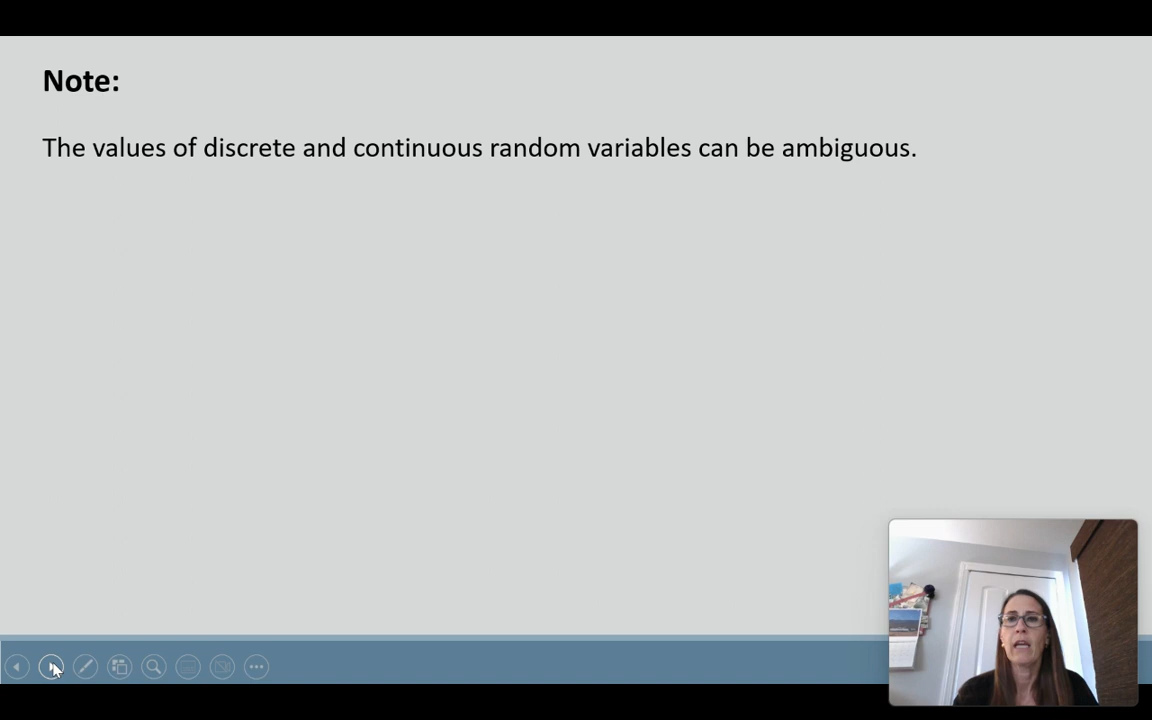 Note:
The values of discrete and continuous random variables can be ambiguous.